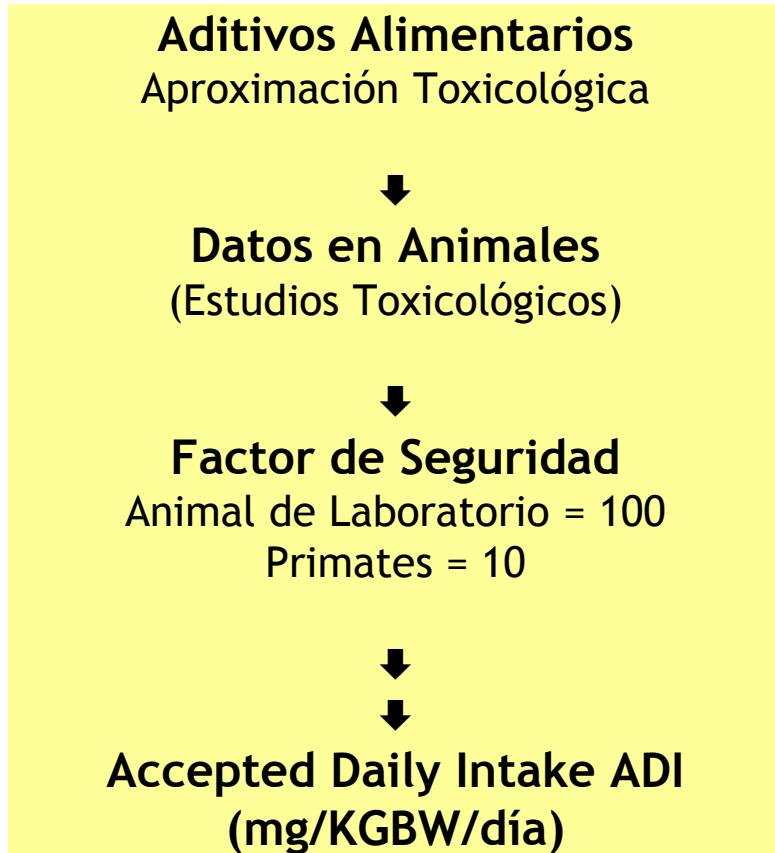 Aditivos Alimentarios
Aproximación Toxicológica
Datos en Animales
(Estudios Toxicológicos)
Factor de Seguridad
Animal de Laboratorio = 100
Primates = 10
Accepted Daily Intake ADI
(mg/KGBW/día)